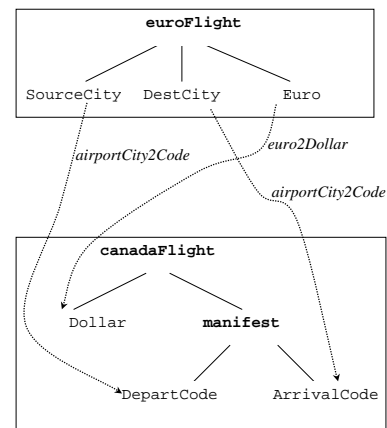 euroFlight
SourceCity DestCity Euro
airportCity2Code
euro2Dollar
airportCity2Code
canadaFlight
Dollar manifest
DepartCode ArrivalCode